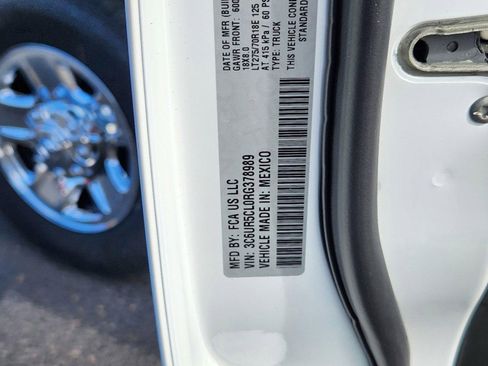 MFD BY: FCA US LLC
VIN: 3C6UR5CL0RG378989
VEHICLE MADE IN: MEXICO
DATE OF MFR (BUI
GAWR FRONT:
18X8.0
LT275/70R18E 125
AT 415 kPa / 60 PS
TYPE: TRUCK
THIS VEHICLE CONF
STANDARD